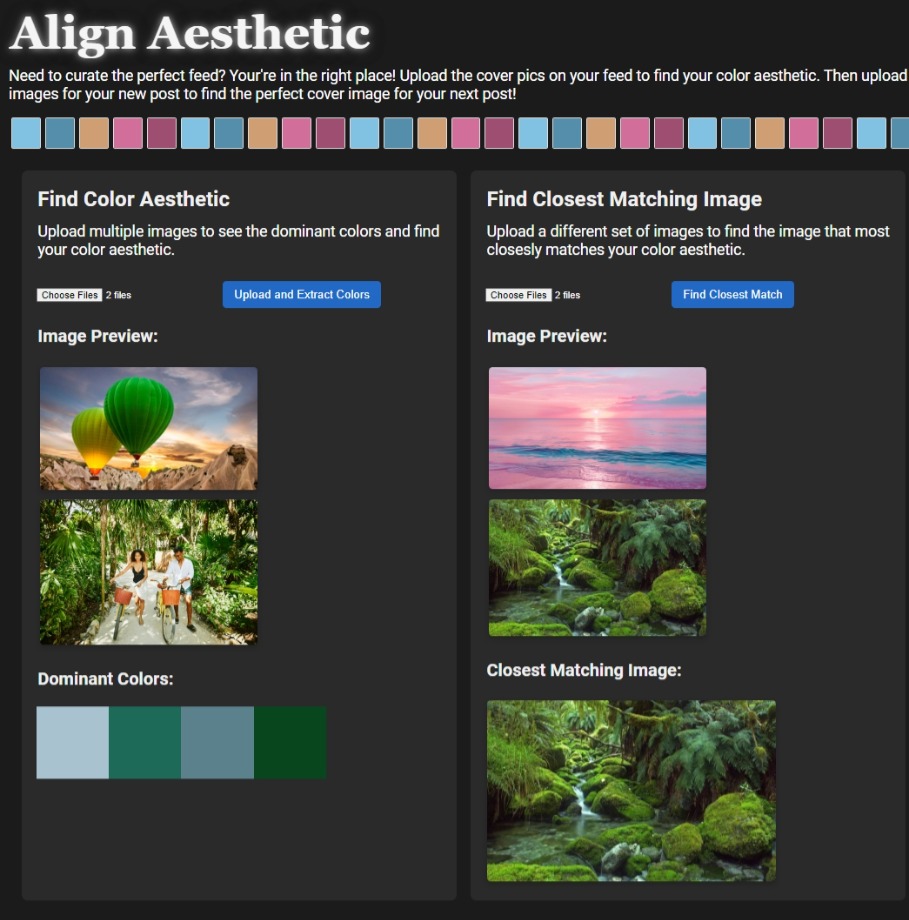 Align Aesthetic
Need to curate the perfect feed? Your're in the right place! Upload the cover pics on your feed to find your color aesthetic. Then upload
images for your new post to find the perfect cover image for your next post!
Find Color Aesthetic
Upload multiple images to see the dominant colors and find
your color aesthetic.
Choose Files 2 files
Upload and Extract Colors
Image Preview:
Dominant Colors:
Find Closest Matching Image
Upload a different set of images to find the image that most
closesly matches your color aesthetic.
Choose Files 2 files
Find Closest Match
Image Preview:
Closest Matching Image: